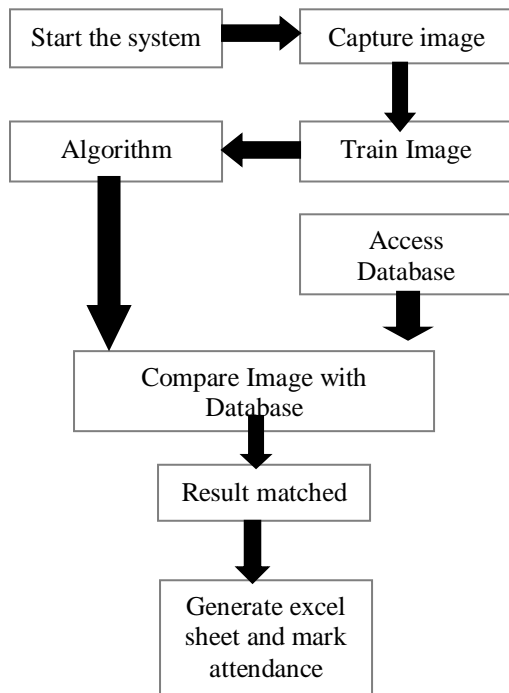 Start the system
Capture image
Train Image
Algorithm
Access
Database
Compare Image with
Database
Result matched
Generate excel
sheet and mark
attendance